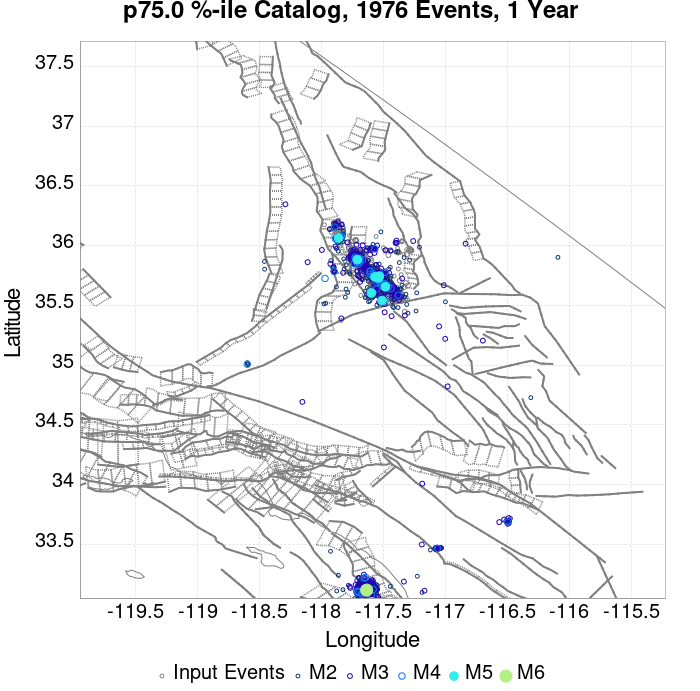 p75.0 %-ile Catalog, 1976 Events, 1 Year
37.5
37
36.5
36
35.5
35
34.5
34
33.5
Latitude
-119.5 -119 -118.5 -118 -117.5 -117 -116.5 -116 -115.5
Longitude
Input Events M2 M3 M4 M5 M6